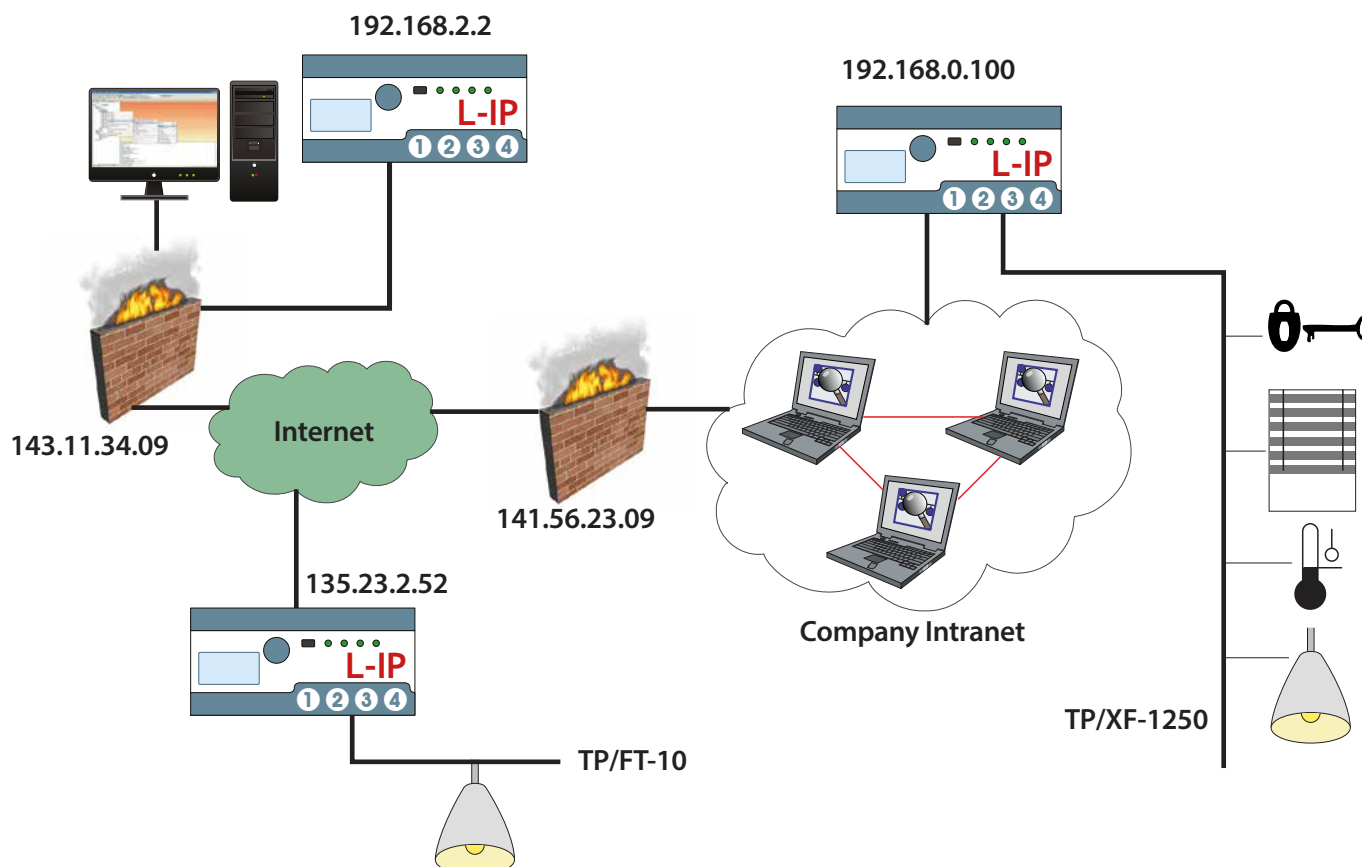 192.168.2.2
192.168.0.100
L-IP
1 2 3 4
L-IP
1 2 3 4
Internet
143.11.34.09
141.56.23.09
135.23.2.52
Company Intranet
L-IP
1 2 3 4
TP/XF-1250
TP/FT-10